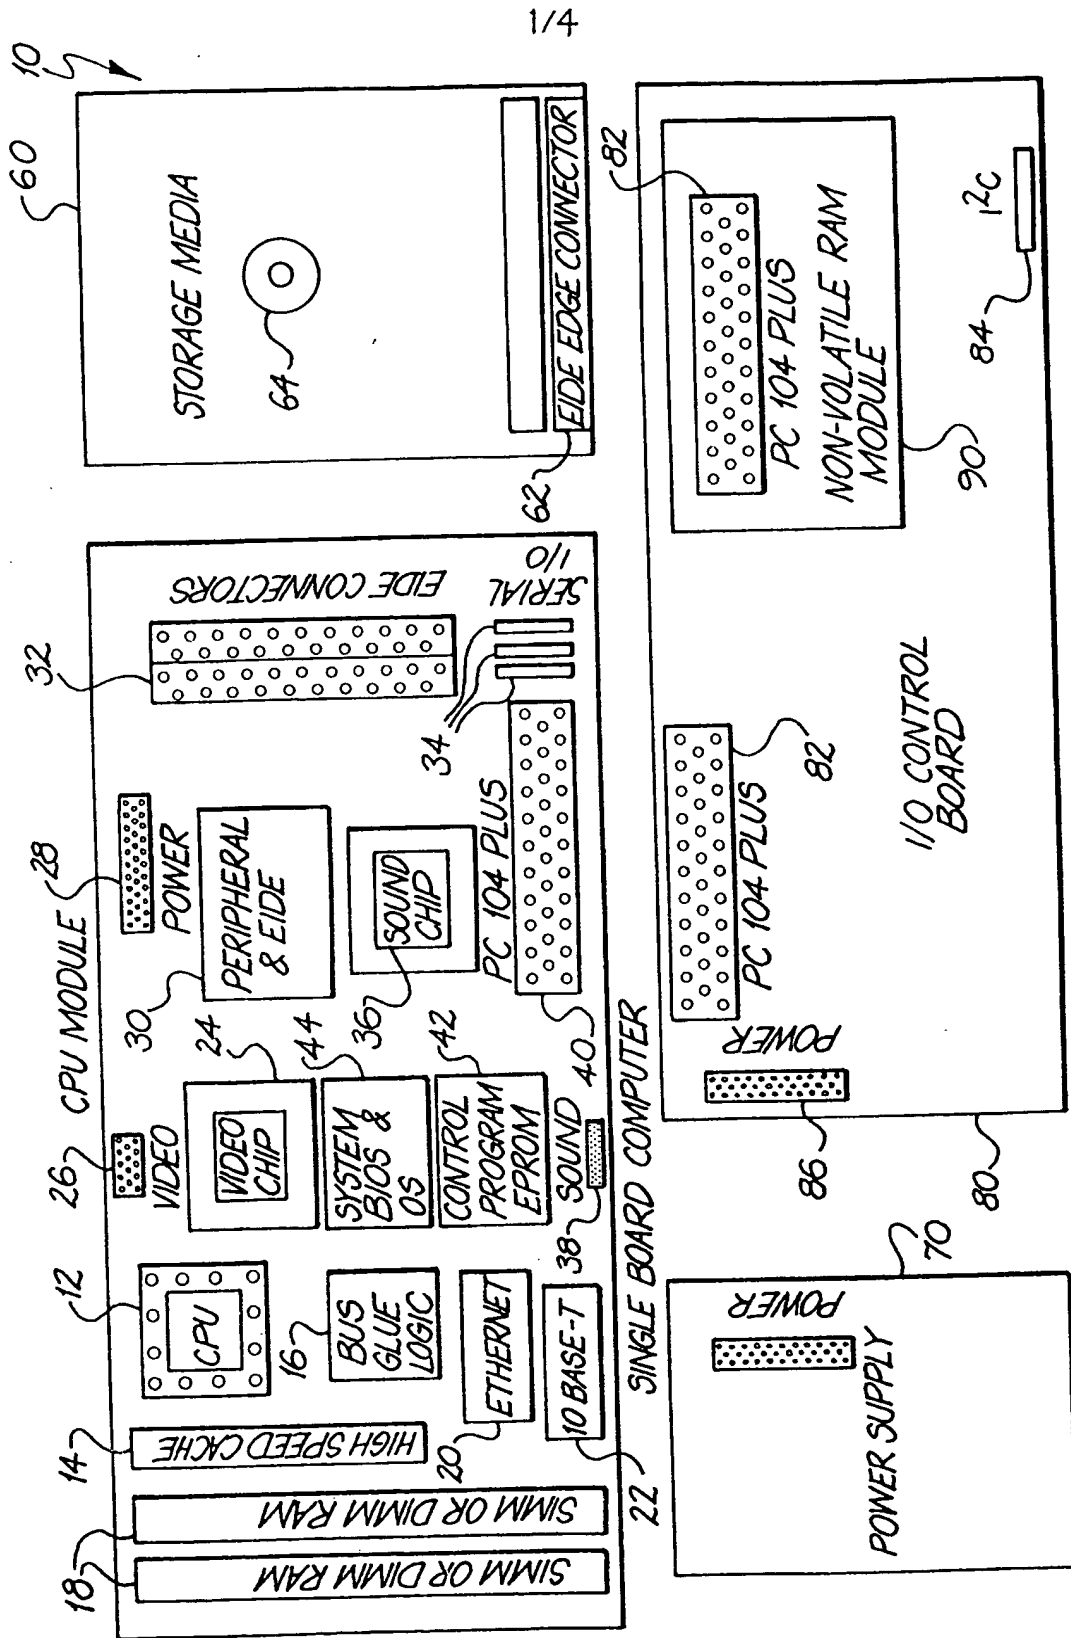 1/4
10
60
STORAGE MEDIA
64
EIDE EDGE CONNECTOR
62
CPU MODULE
26
VIDEO
28
POWER
12
CPU
14
HIGH SPEED CACHE
18
SIMM OR DIMM RAM
SIMM OR DIMM RAM
16
BUS
GLUE
LOGIC
20
ETHERNET
22
10 BASE-T
24
VIDEO
CHIP
44
SYSTEM
BIOS &
OS
42
CONTROL
PROGRAM
EPROM
38
SOUND
30
PERIPHERAL
& EIDE
36
SOUND
CHIP
PC 104 PLUS
40
32
EIDE CONNECTORS
34
SERIAL
I/O
SINGLE BOARD COMPUTER
70
POWER
POWER SUPPLY
80
86
POWER
82
PC 104 PLUS
I/O CONTROL
BOARD
82
PC 104 PLUS
NON-VOLATILE RAM
MODULE
90
84
I²C